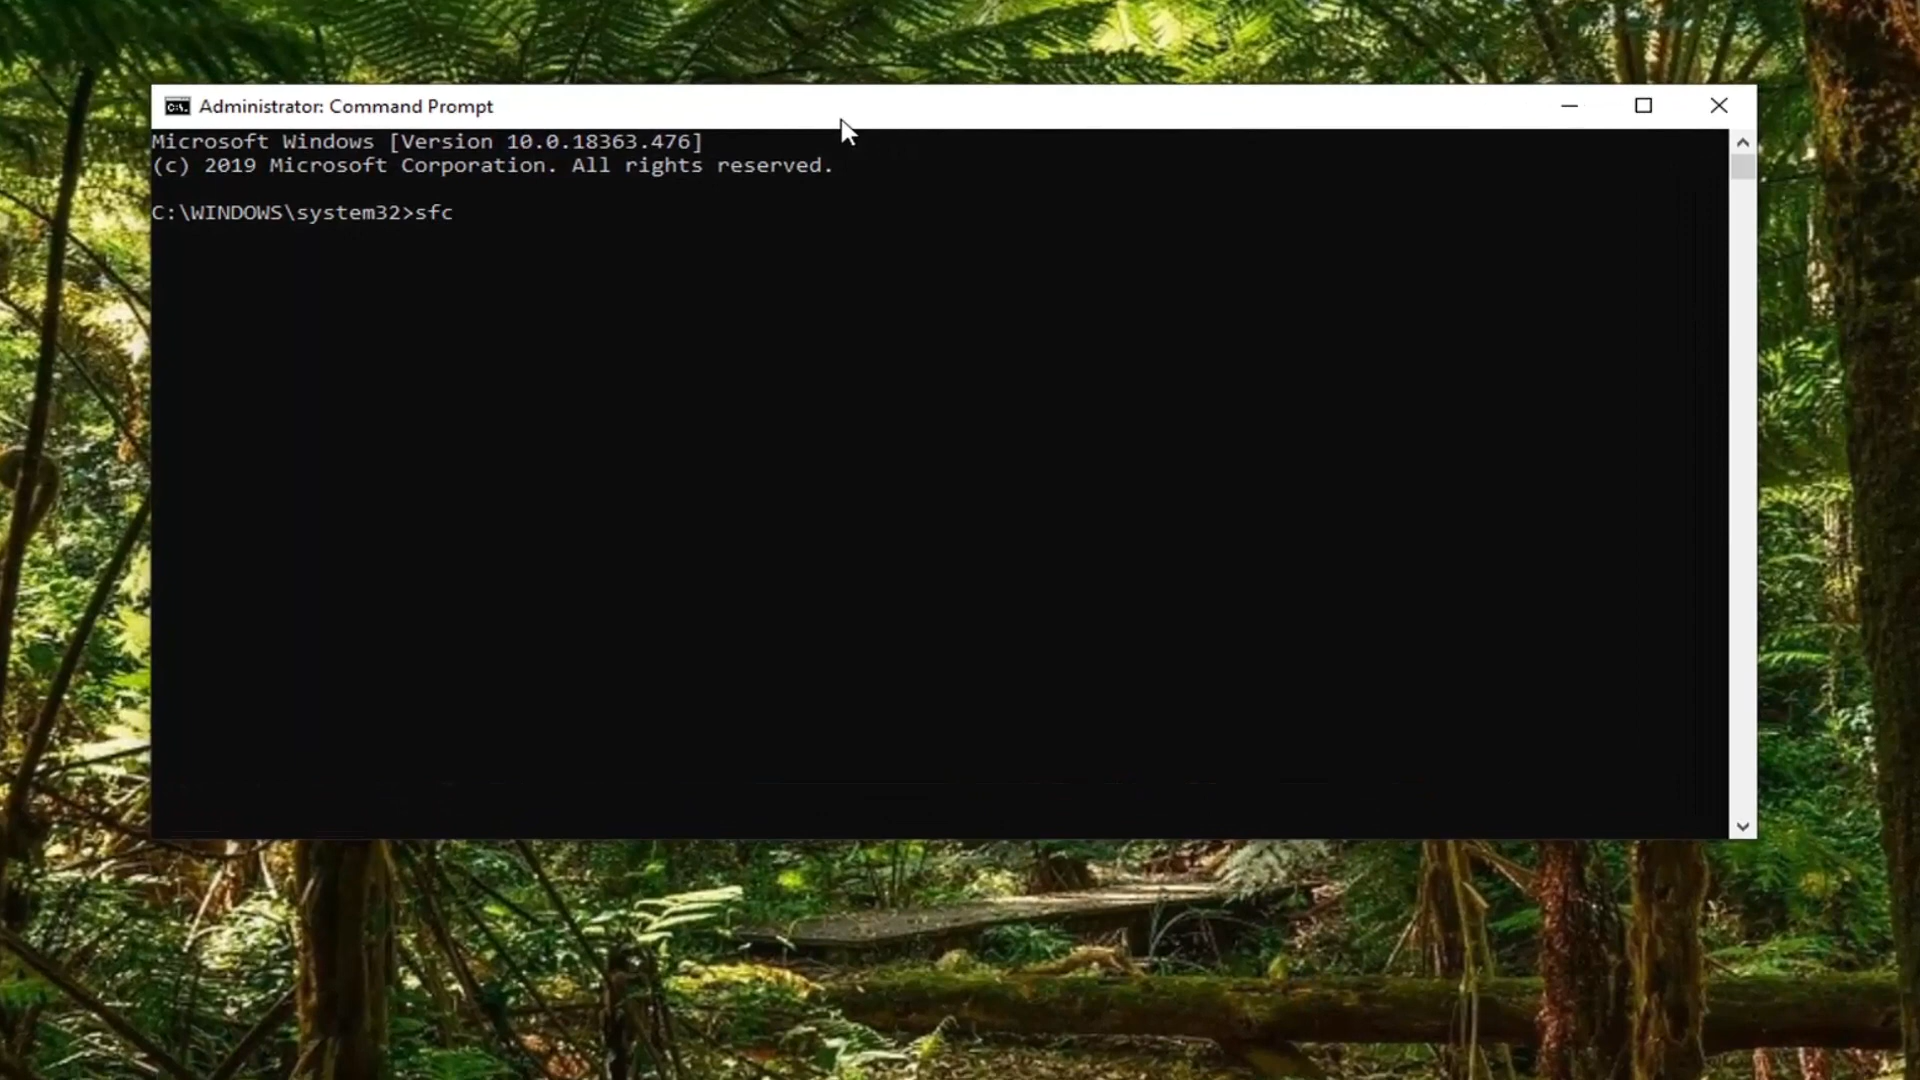 Administrator: Command Prompt
Microsoft Windows [Version 10.0.18363.476]
(c) 2019 Microsoft Corporation. All rights reserved.
C:\WINDOWS\system32>sfc